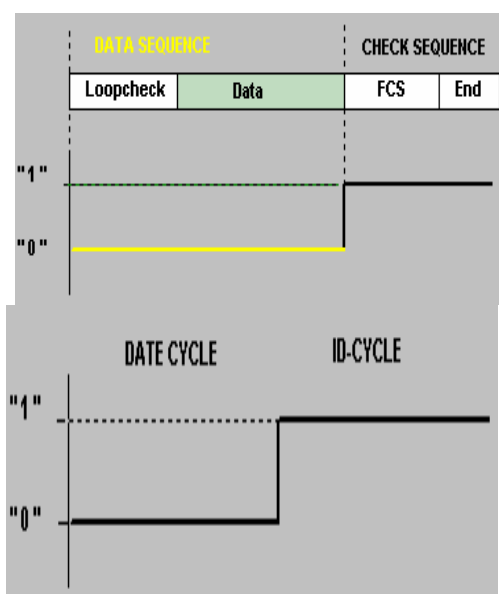 DATA SEQUENCE CHECK SEQUENCE
Loopcheck Data FCS End
"1"
"0"
DATE CYCLE ID-CYCLE
"1"
"0"